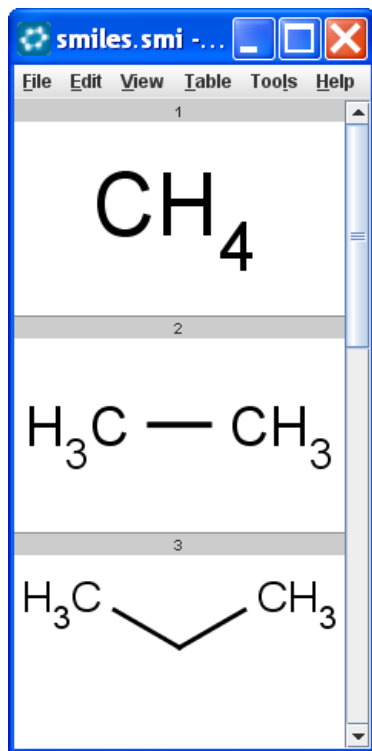 smiles.smi -...
File Edit View Table Tools Help
1
CH4
2
H3C CH3
3
H3C CH3